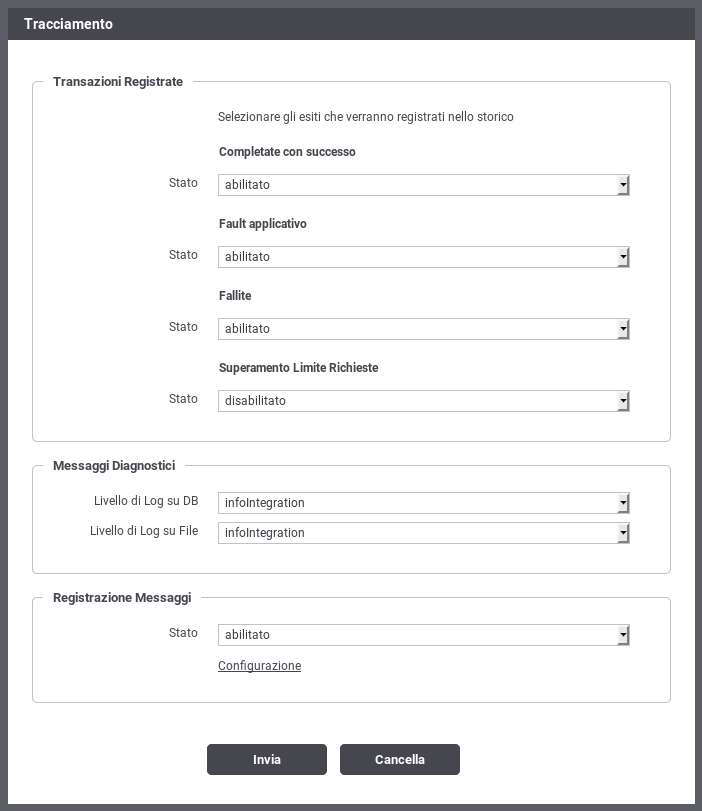 Tracciamento
Transazioni Registrate
Selezionare gli esiti che verranno registrati nello storico
Completate con successo
Stato abilitato
Fault applicativo
Stato abilitato
Fallite
Stato abilitato
Superamento Limite Richieste
Stato disabilitato
Messaggi Diagnostici
Livello di Log su DB infoIntegration
Livello di Log su File infoIntegration
Registrazione Messaggi
Stato abilitato
Configurazione
Invia Cancella